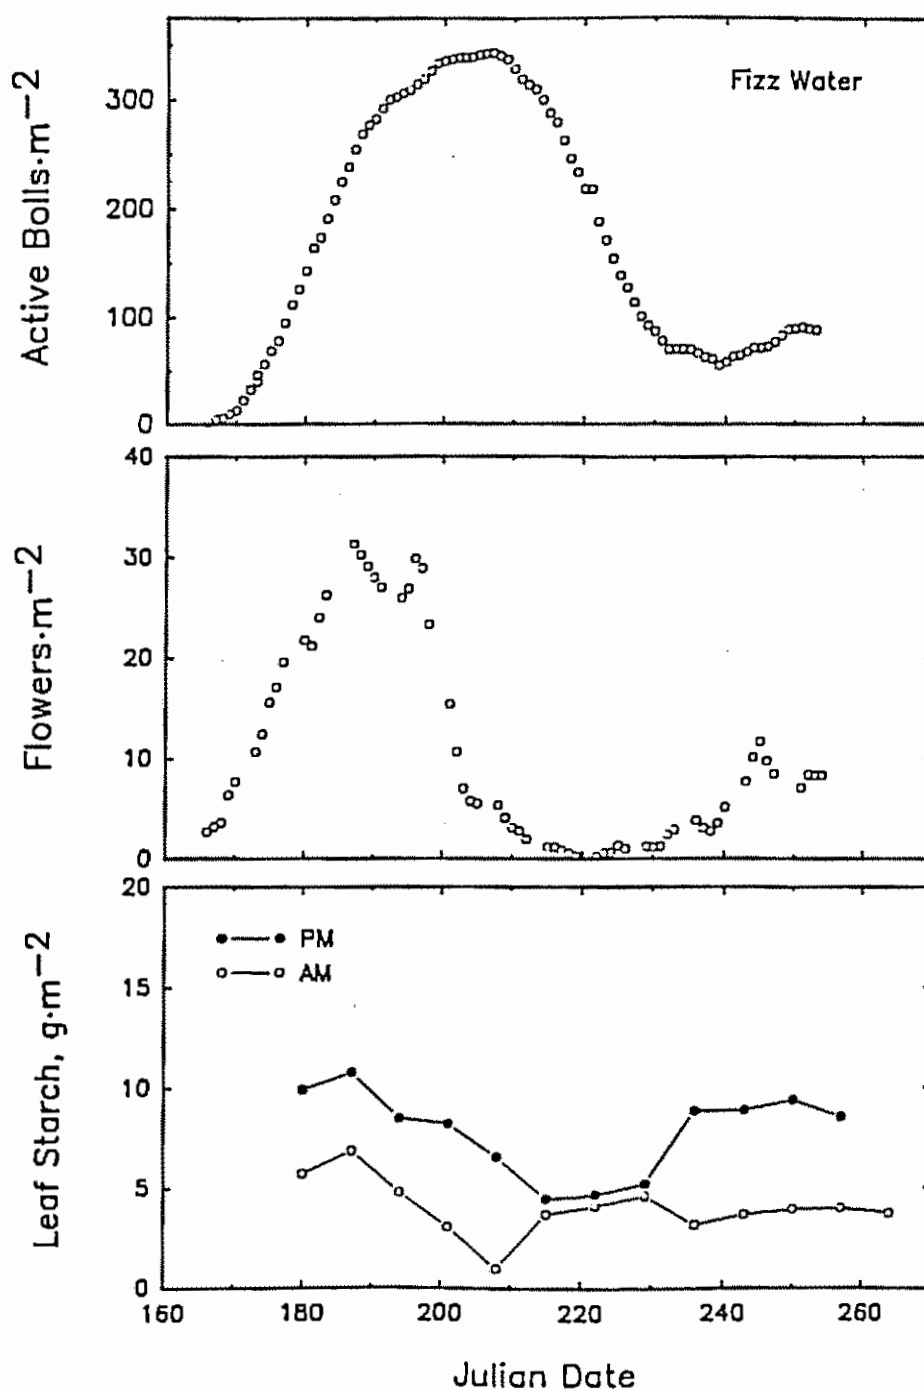 Active Bolls·m−2
300
200
100
0
Fizz Water
Flowers·m−2
40
30
20
10
0
Leaf Starch, g·m−2
20
15
10
5
0
PM
AM
160 180 200 220 240 260
Julian Date